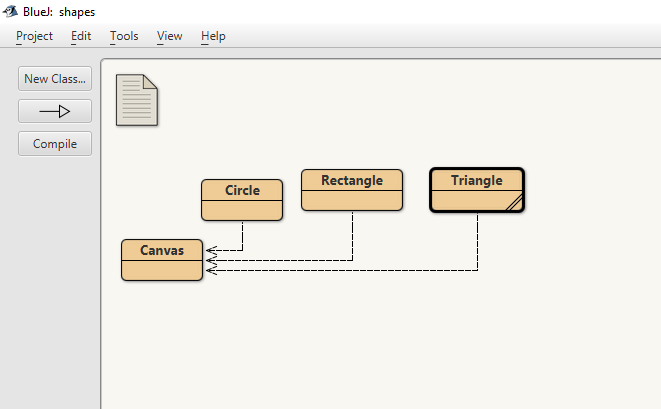 BlueJ: shapes
Project Edit Tools View Help
New Class...
Compile
Circle
Rectangle
Triangle
Canvas